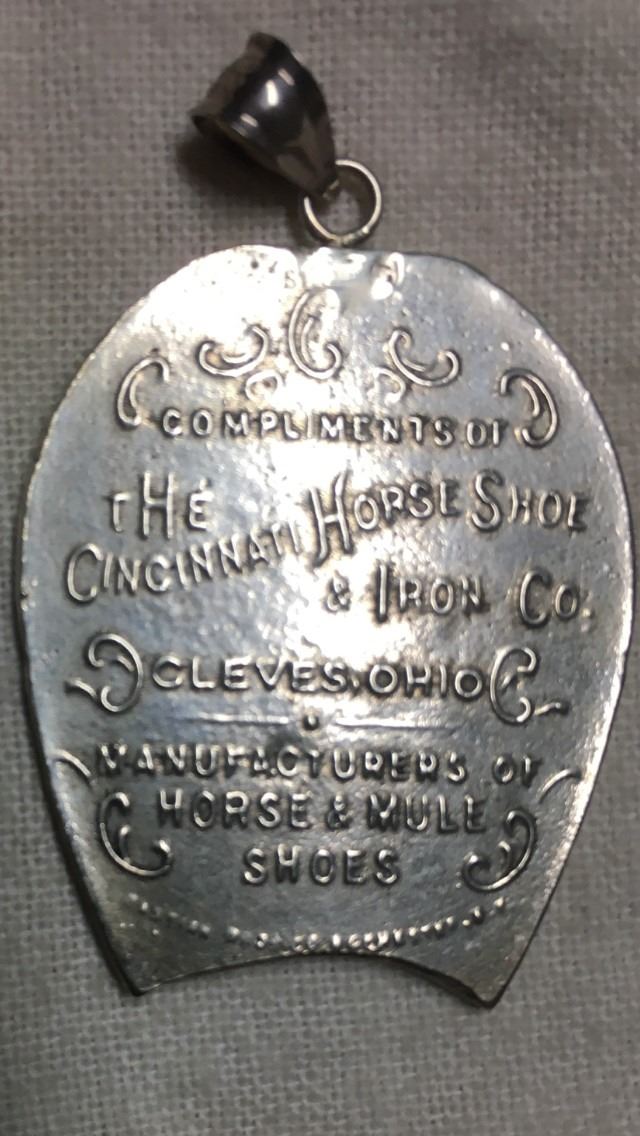 COMPLIMENTS OF
THE
CINCINNATI HORSE SHOE
& IRON CO.
CLEVES, OHIO
MANUFACTURERS OF
HORSE & MULE
SHOES